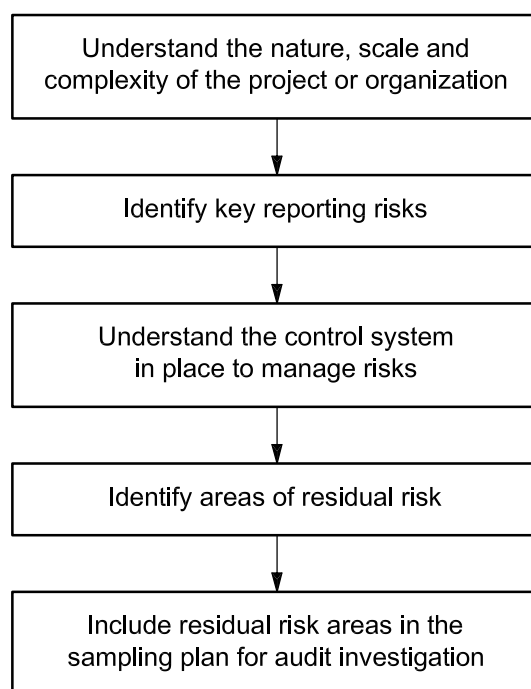 Understand the nature, scale and
complexity of the project or organization
Identify key reporting risks
Understand the control system
in place to manage risks
Identify areas of residual risk
Include residual risk areas in the
sampling plan for audit investigation